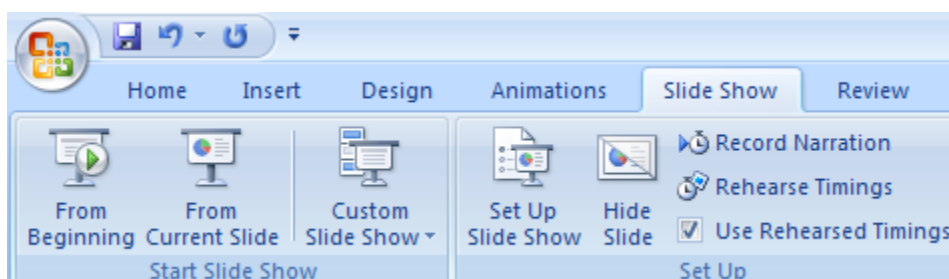 Home Insert Design Animations Slide Show Review
Record Narration
Rehearse Timings
From From Custom Set Up Hide
Beginning Current Slide Slide Show Slide Show Slide Use Rehearsed Timings
Start Slide Show Set Up